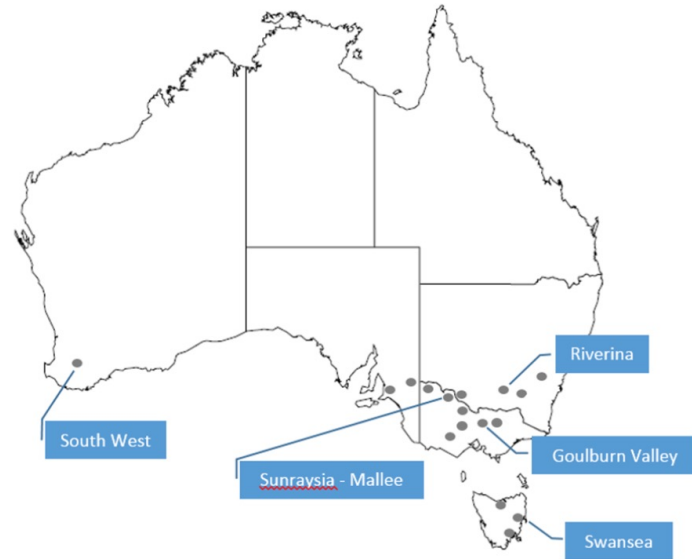 Riverina
South West
Goulburn Valley
Sunraysia - Mallee
Swansea